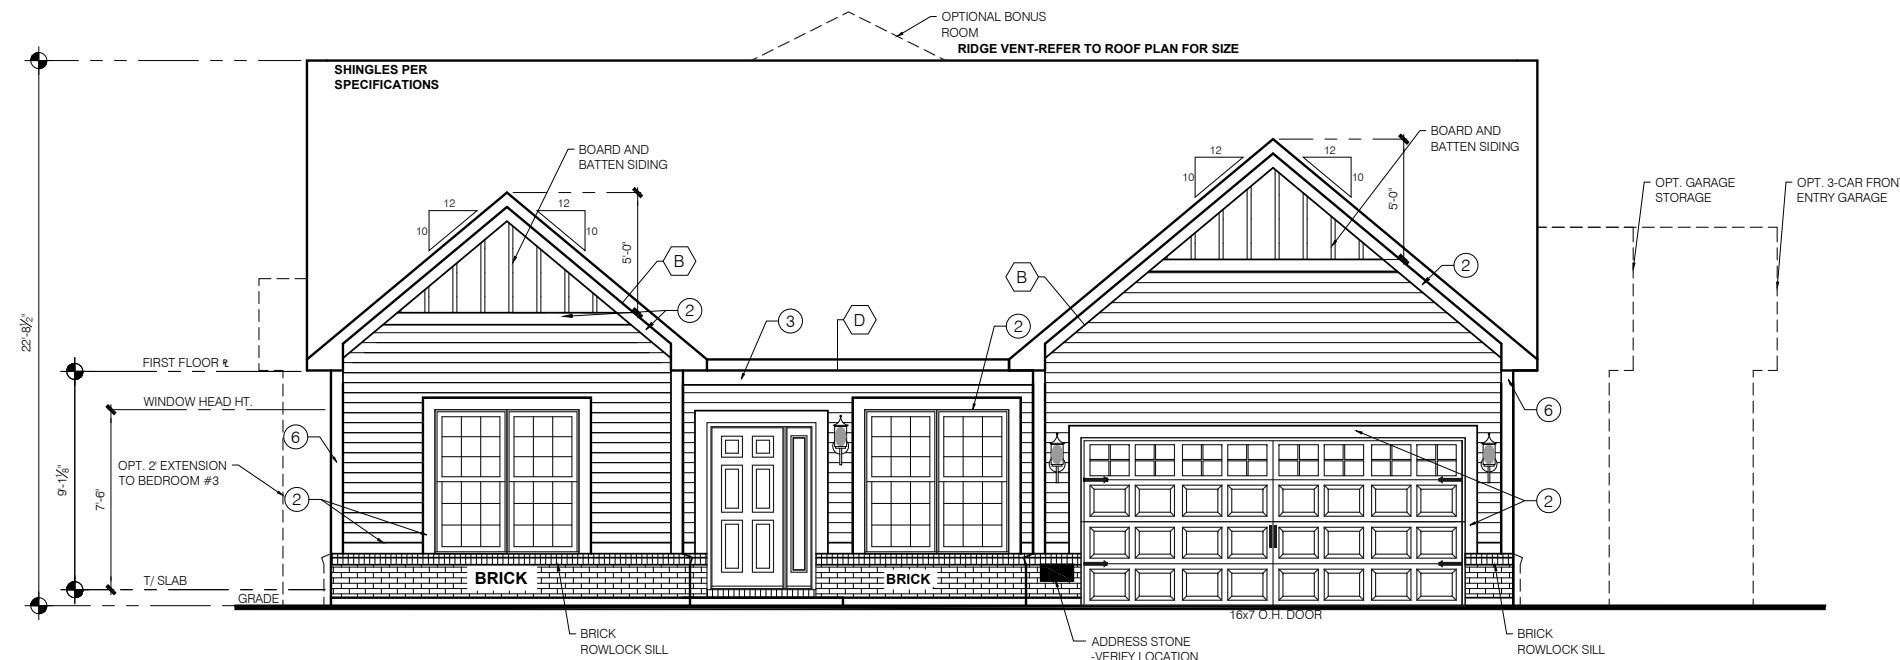 OPTIONAL BONUS
ROOM
RIDGE VENT-REFER TO ROOF PLAN FOR SIZE
SHINGLES PER
SPECIFICATIONS
BOARD AND
BATTEN SIDING
BOARD AND
BATTEN SIDING
12
12
10
10
12
12
10
10
5'-0"
5'-0"
OPT. GARAGE
STORAGE
OPT. 3-CAR FRONT
ENTRY GARAGE
B
2
B
2
3
D
2
22'-8½"
FIRST FLOOR ℄
WINDOW HEAD HT.
6
6
OPT. 2' EXTENSION
TO BEDROOM #3
9'-1⅛"
7'-6"
2
2
T/ SLAB
GRADE
BRICK
BRICK
16x7 O.H. DOOR
BRICK
ROWLOCK SILL
ADDRESS STONE
-VERIFY LOCATION
BRICK
ROWLOCK SILL